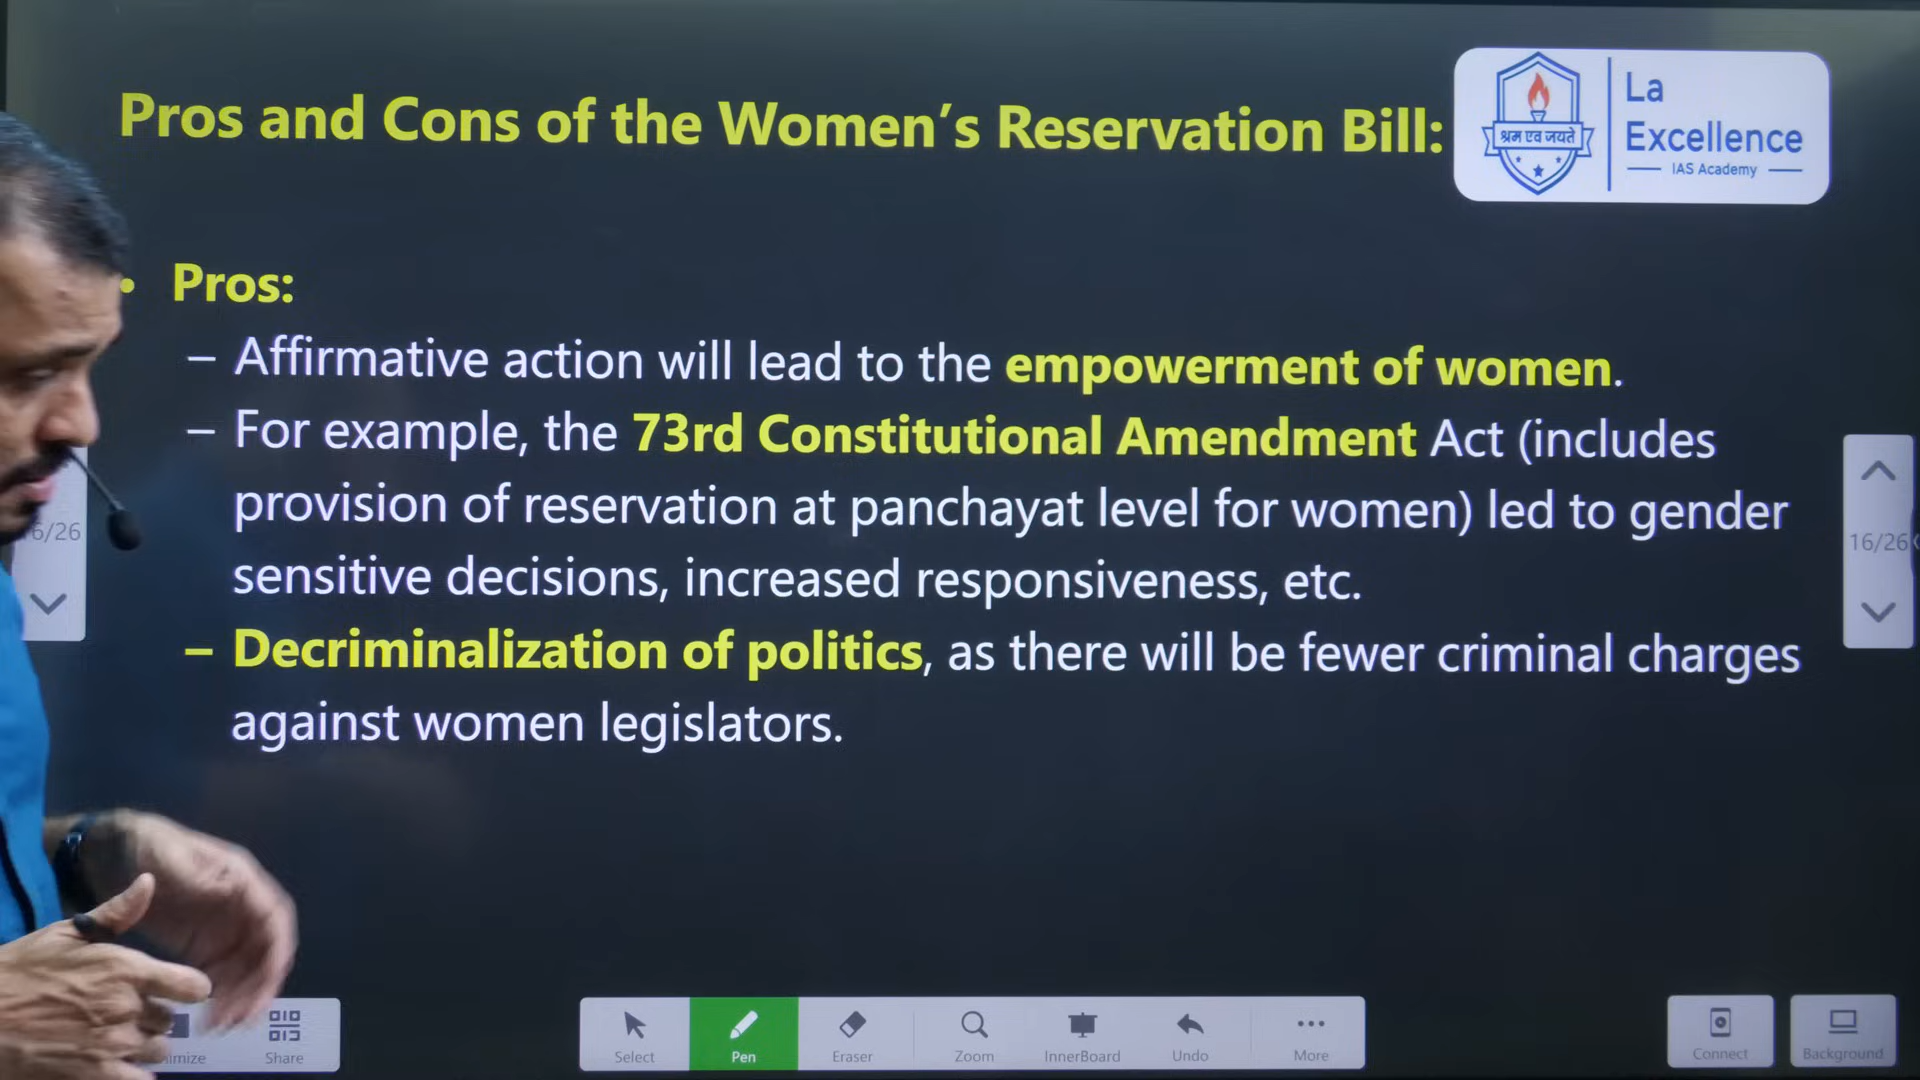 Pros and Cons of the Women's Reservation Bill:
La
Excellence
IAS Academy
श्रम एव जयते
• Pros:
– Affirmative action will lead to the empowerment of women.
– For example, the 73rd Constitutional Amendment Act (includes
provision of reservation at panchayat level for women) led to gender
sensitive decisions, increased responsiveness, etc.
– Decriminalization of politics, as there will be fewer criminal charges
against women legislators.
6/26
16/26
Share
Select
Pen
Eraser
Zoom
InnerBoard
Undo
More
Connect
Background